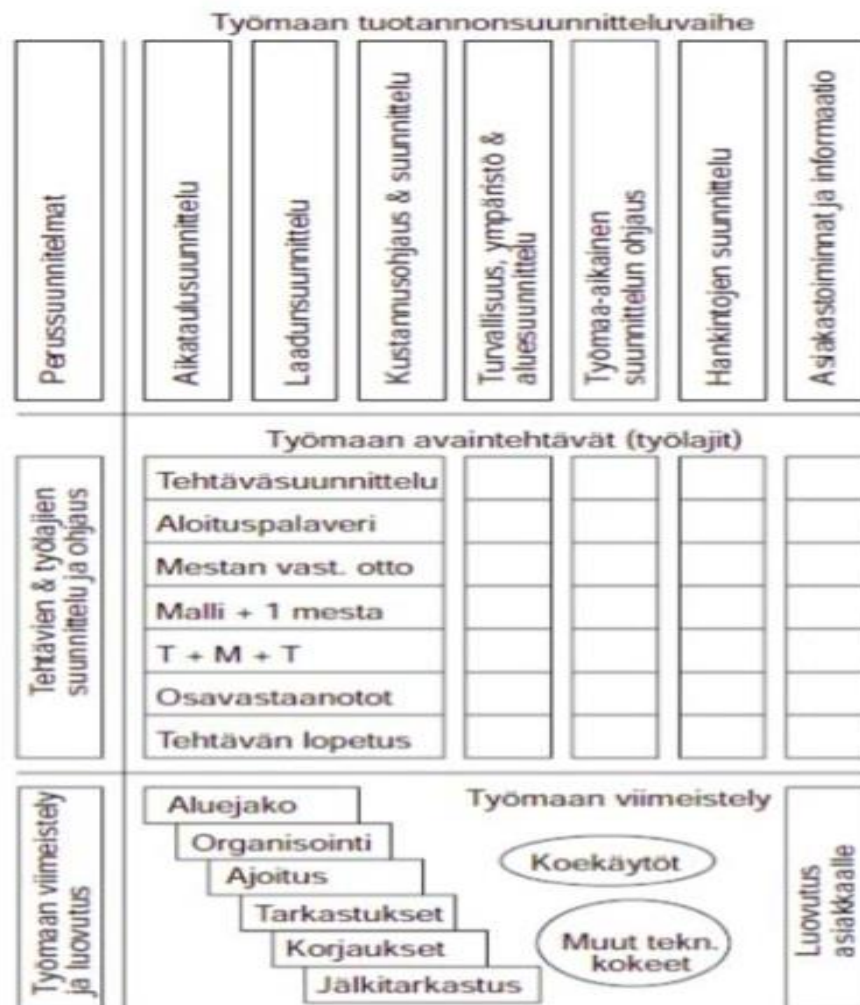 Työmaan tuotannonsuunnitteluvaihe
Perussuunnitelmat
Aikataulusuunnittelu
Laadunsuunnittelu
Kustannusohjaus & suunnittelu
Turvallisuus, ympäristö &
aluesuunnittelu
Työmaa-aikainen
suunnittelun ohjaus
Hankintojen suunnittelu
Asiakastoiminnat ja informaatio
Työmaan avaintehtävät (työlajit)
Tehtävien & työlajien
suunnittelu ja ohjaus
Tehtäväsuunnittelu
Aloituspalaveri
Mestan vast. otto
Malli + 1 mesta
T + M + T
Osavastaanotot
Tehtävän lopetus
Työmaan viimeistely
ja luovutus
Työmaan viimeistely
Aluejako
Organisointi
Ajoitus
Tarkastukset
Korjaukset
Jälkitarkastus
Koekäytöt
Muut tekn.
kokeet
Luovutus
asiakkaalle